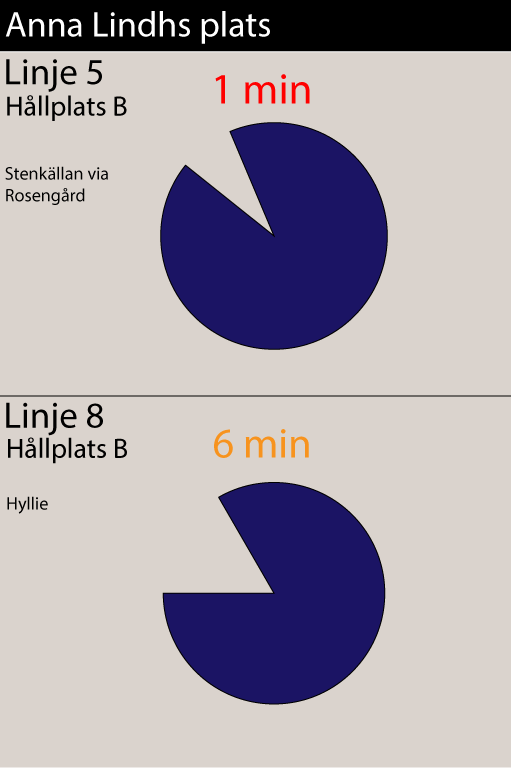 Anna Lindhs plats
Linje 5
1 min
Hållplats B
Stenkällan via
Rosengård
Linje 8
6 min
Hållplats B
Hyllie